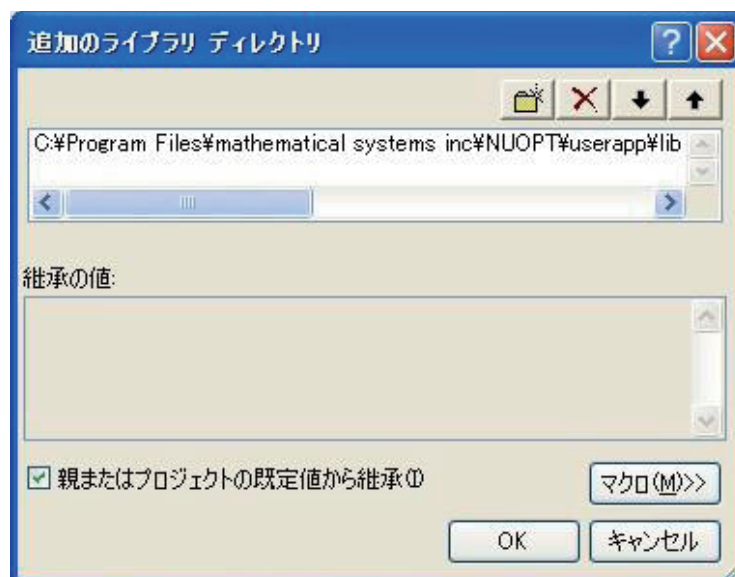 追加のライブラリ ディレクトリ
C:¥Program Files¥mathematical systems inc¥NUOPT¥userapp¥lib
継承の値:
親またはプロジェクトの既定値から継承(I)
マクロ(M)>>
OK
キャンセル